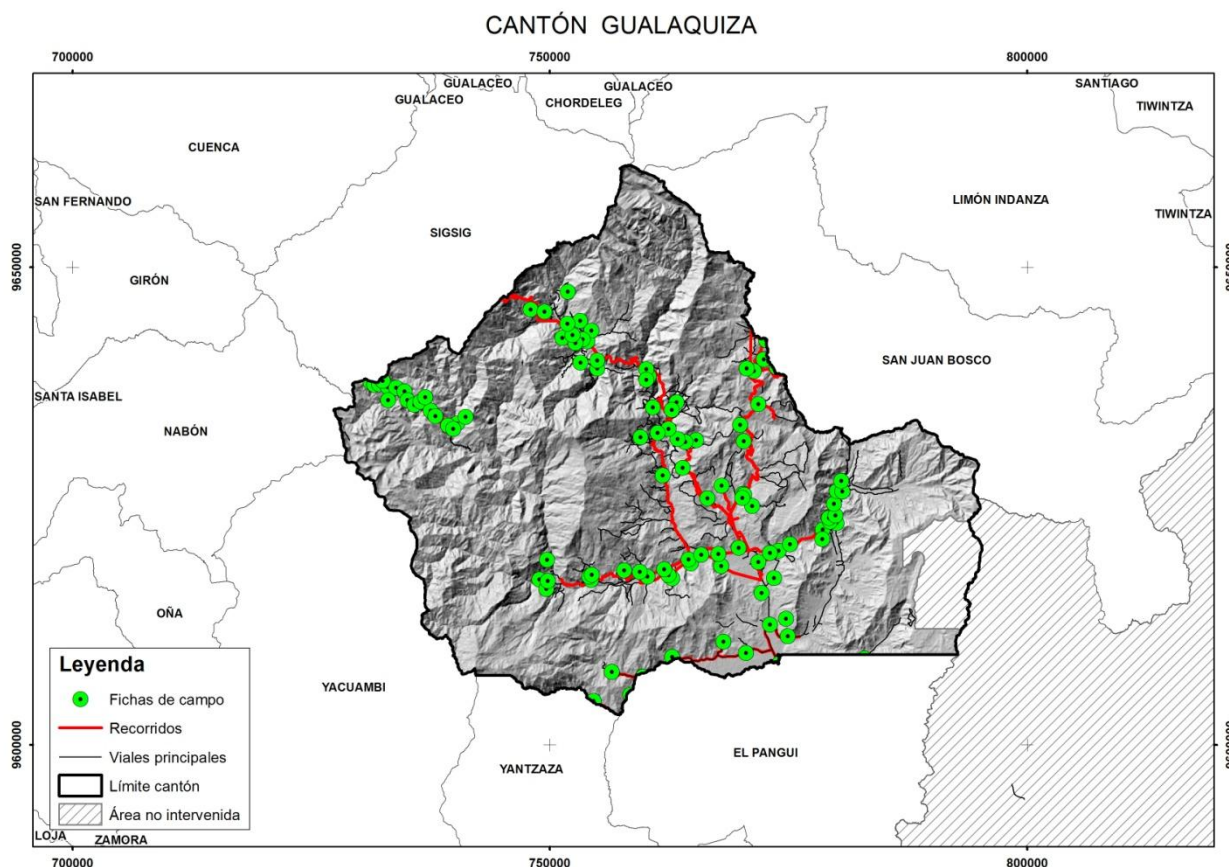 CANTÓN GUALAQUIZA
700000
750000
800000
GUALACEO
GUALACEO
SANTIAGO
GUALACEO
CHORDELEG
TIWINTZA
CUENCA
SAN FERNANDO
LIMÓN INDANZA
TIWINTZA
SIGSIG
9650000
9650000
GIRÓN
SAN JUAN BOSCO
SANTA ISABEL
NABÓN
OÑA
YACUAMBI
Leyenda
Fichas de campo
Recorridos
Viales principales
Límite cantón
Área no intervenida
9600000
9600000
EL PANGUI
YANTZAZA
LOJA
ZAMORA
700000
750000
800000